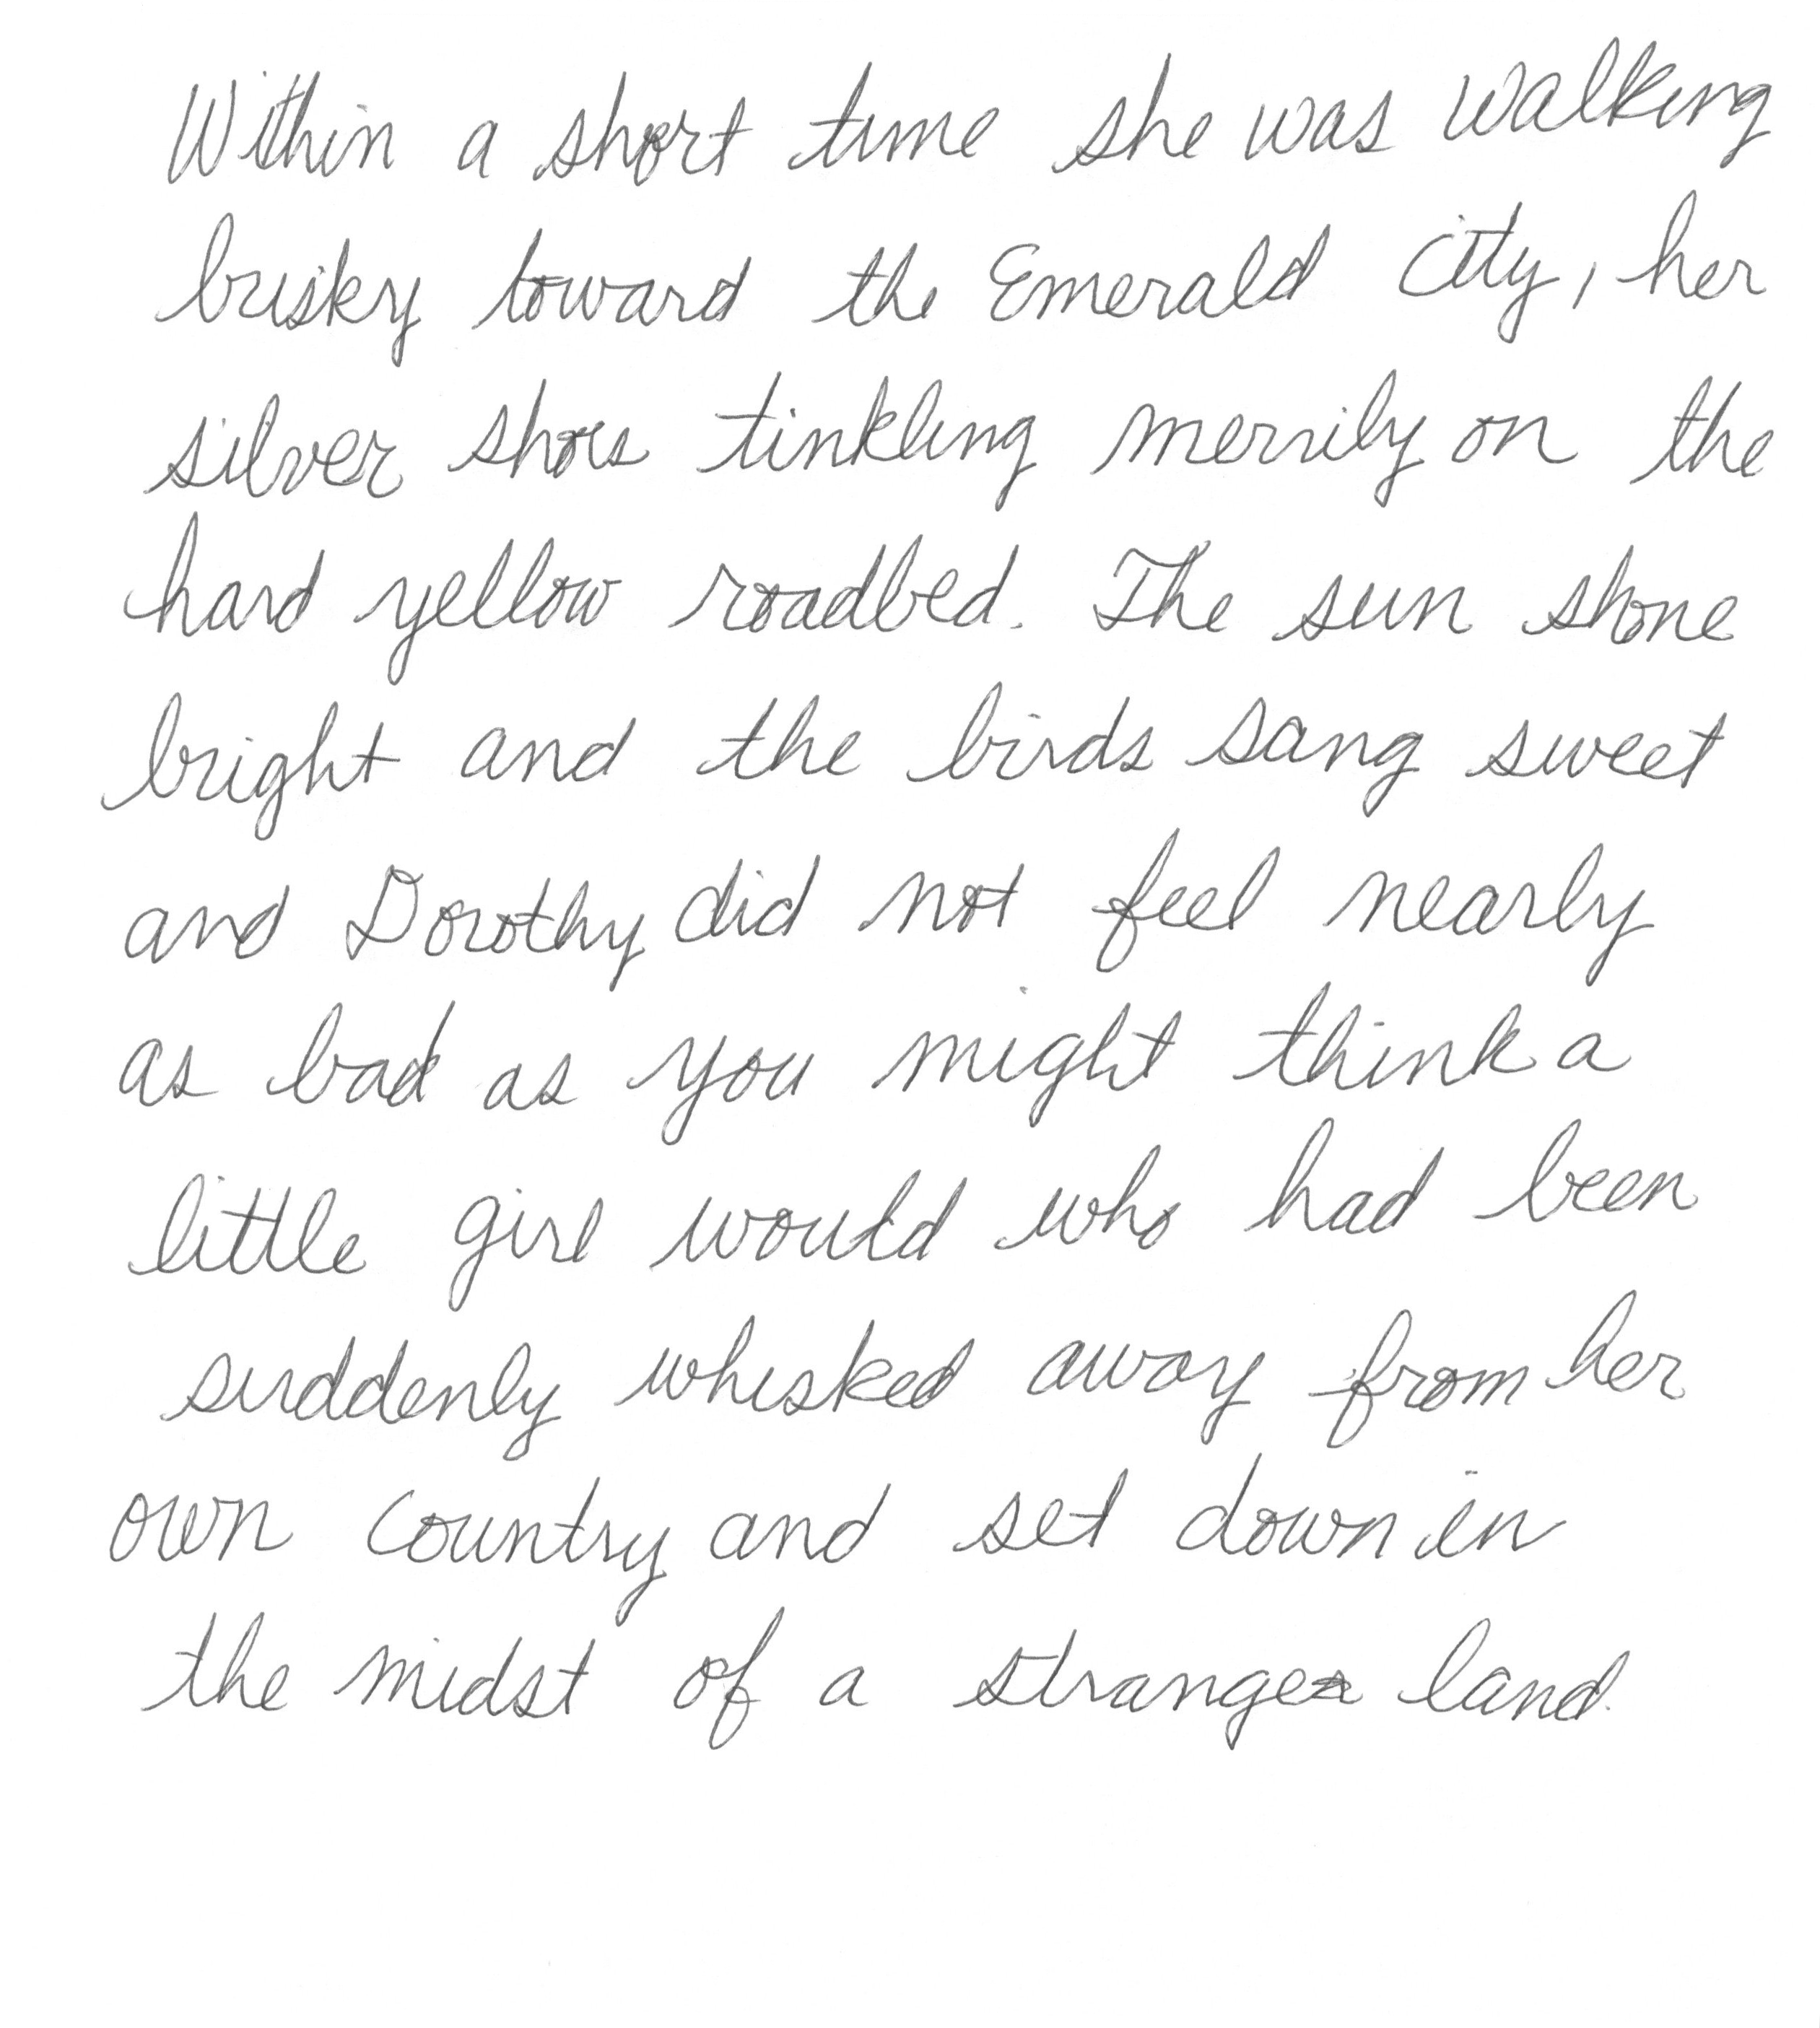 Within a short time she was walking
brisky toward the Emerald City, her
silver shoes tinkling merrily on the
hard yellow roadbed. The sun shone
bright and the birds sang sweet
and Dorothy did not feel nearly
as bad as you might think a
little girl would who had been
suddenly whisked away from her
own country and set down in
the midst of a strange land.